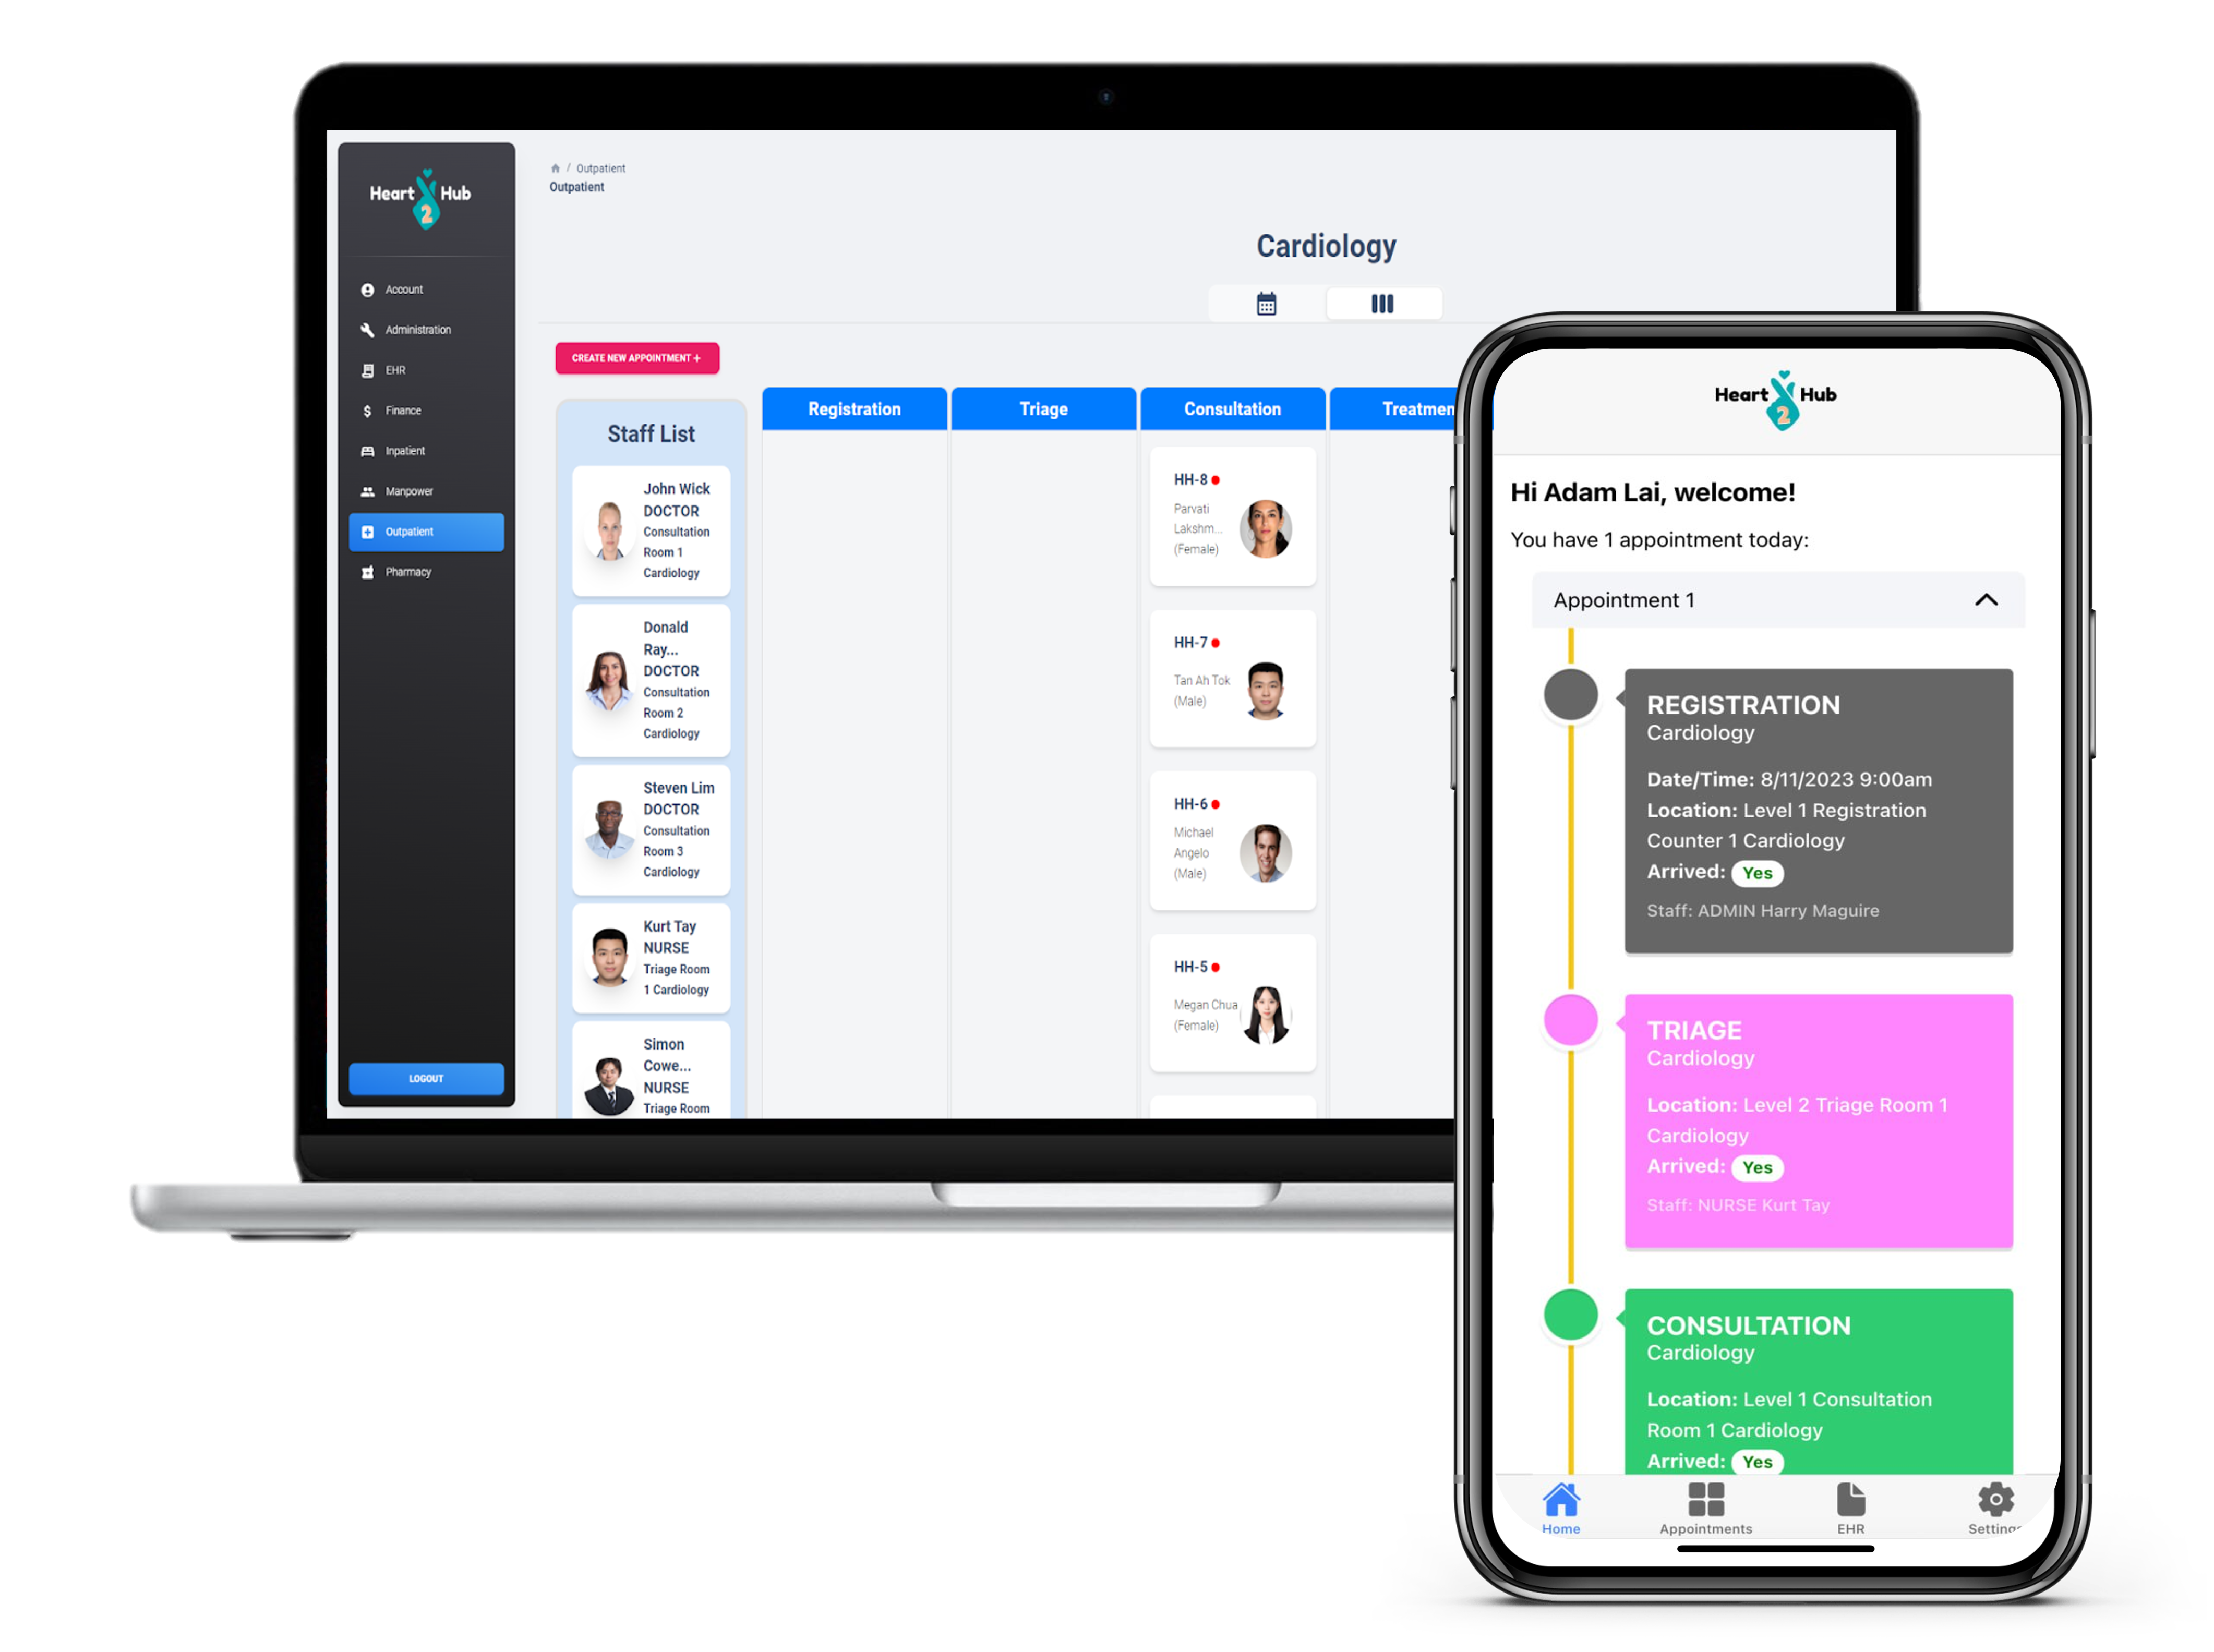 Heart 2 Hub
Account
Administration
EHR
Finance
Inpatient
Manpower
Outpatient
Pharmacy
LOGOUT
/ Outpatient
Outpatient
Cardiology
CREATE NEW APPOINTMENT +
Staff List
John Wick
DOCTOR
Consultation
Room 1
Cardiology
Donald
Ray...
DOCTOR
Consultation
Room 2
Cardiology
Steven Lim
DOCTOR
Consultation
Room 3
Cardiology
Kurt Tay
NURSE
Triage Room
1 Cardiology
Simon
Cowe...
NURSE
Triage Room
Registration
Triage
Consultation
HH-8
Parvati
Lakshm...
(Female)
HH-7
Tan Ah Tok
(Male)
HH-6
Michael
Angelo
(Male)
HH-5
Megan Chua
(Female)
Treatmen
Heart 2 Hub
Hi Adam Lai, welcome!
You have 1 appointment today:
Appointment 1
REGISTRATION
Cardiology
Date/Time: 8/11/2023 9:00am
Location: Level 1 Registration
Counter 1 Cardiology
Arrived: Yes
Staff: ADMIN Harry Maguire
TRIAGE
Cardiology
Location: Level 2 Triage Room 1
Cardiology
Arrived: Yes
Staff: NURSE Kurt Tay
CONSULTATION
Cardiology
Location: Level 1 Consultation
Room 1 Cardiology
Arrived: Yes
Home
Appointments
EHR
Settings